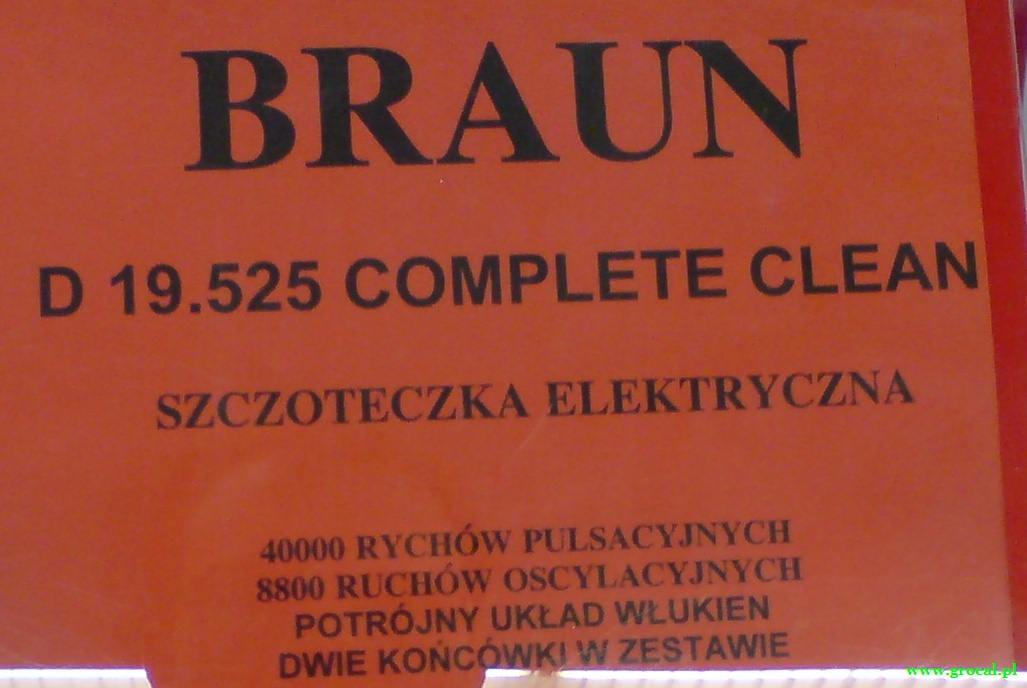 BRAUN
D 19.525 COMPLETE CLEAN
SZCZOTECZKA ELEKTRYCZNA
40000 RYCHÓW PULSACYJNYCH
8800 RUCHÓW OSCYLACYJNYCH
POTRÓJNY UKŁAD WŁUKIEN
DWIE KOŃCÓWKI W ZESTAWIE
www.grocal.pl